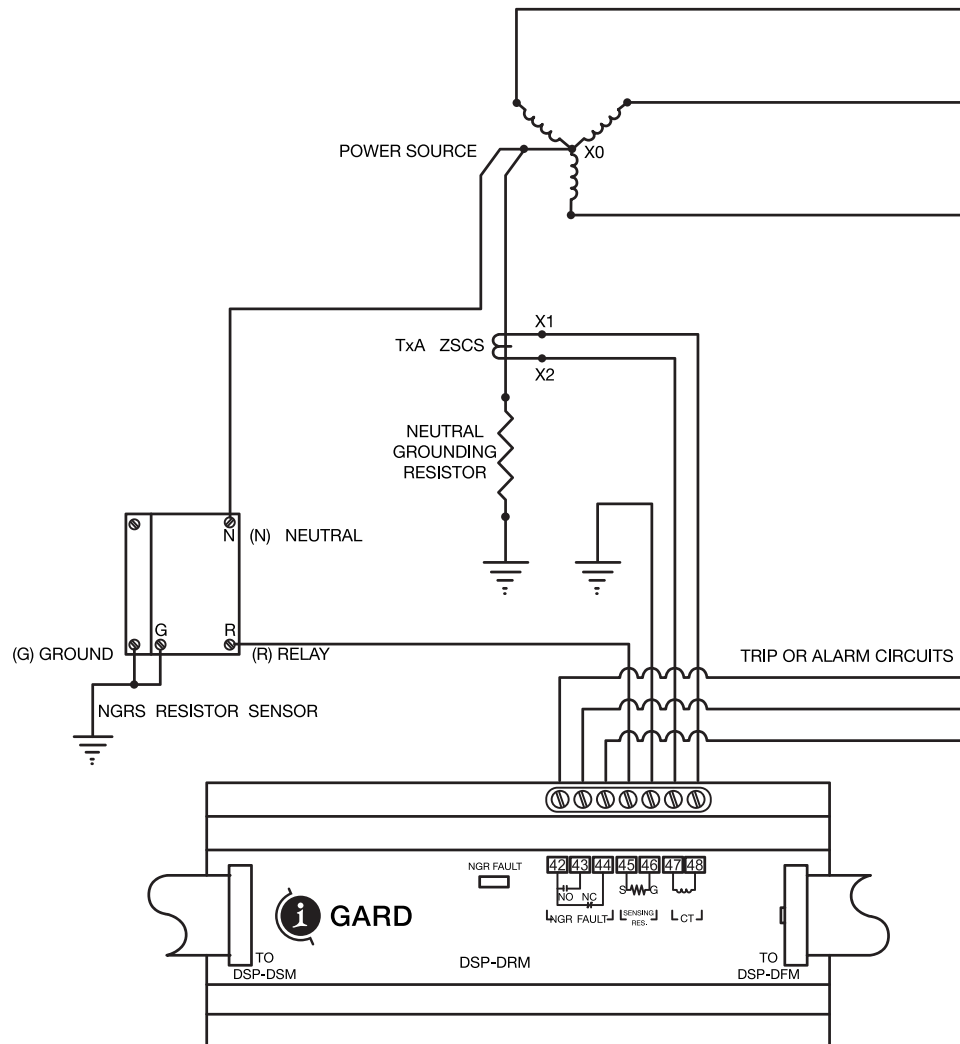 POWER SOURCE
X0
X1
TxA ZSCS
X2
NEUTRAL
GROUNDING
RESISTOR
N (N) NEUTRAL
G R
(G) GROUND
(R) RELAY
TRIP OR ALARM CIRCUITS
NGRS RESISTOR SENSOR
NGR FAULT
42 43 44 45 46 47 48
S G
NO NC
NGR FAULT
SENSING
RES.
CT
i GARD
TO
DSP-DSM
DSP-DRM
TO
DSP-DFM